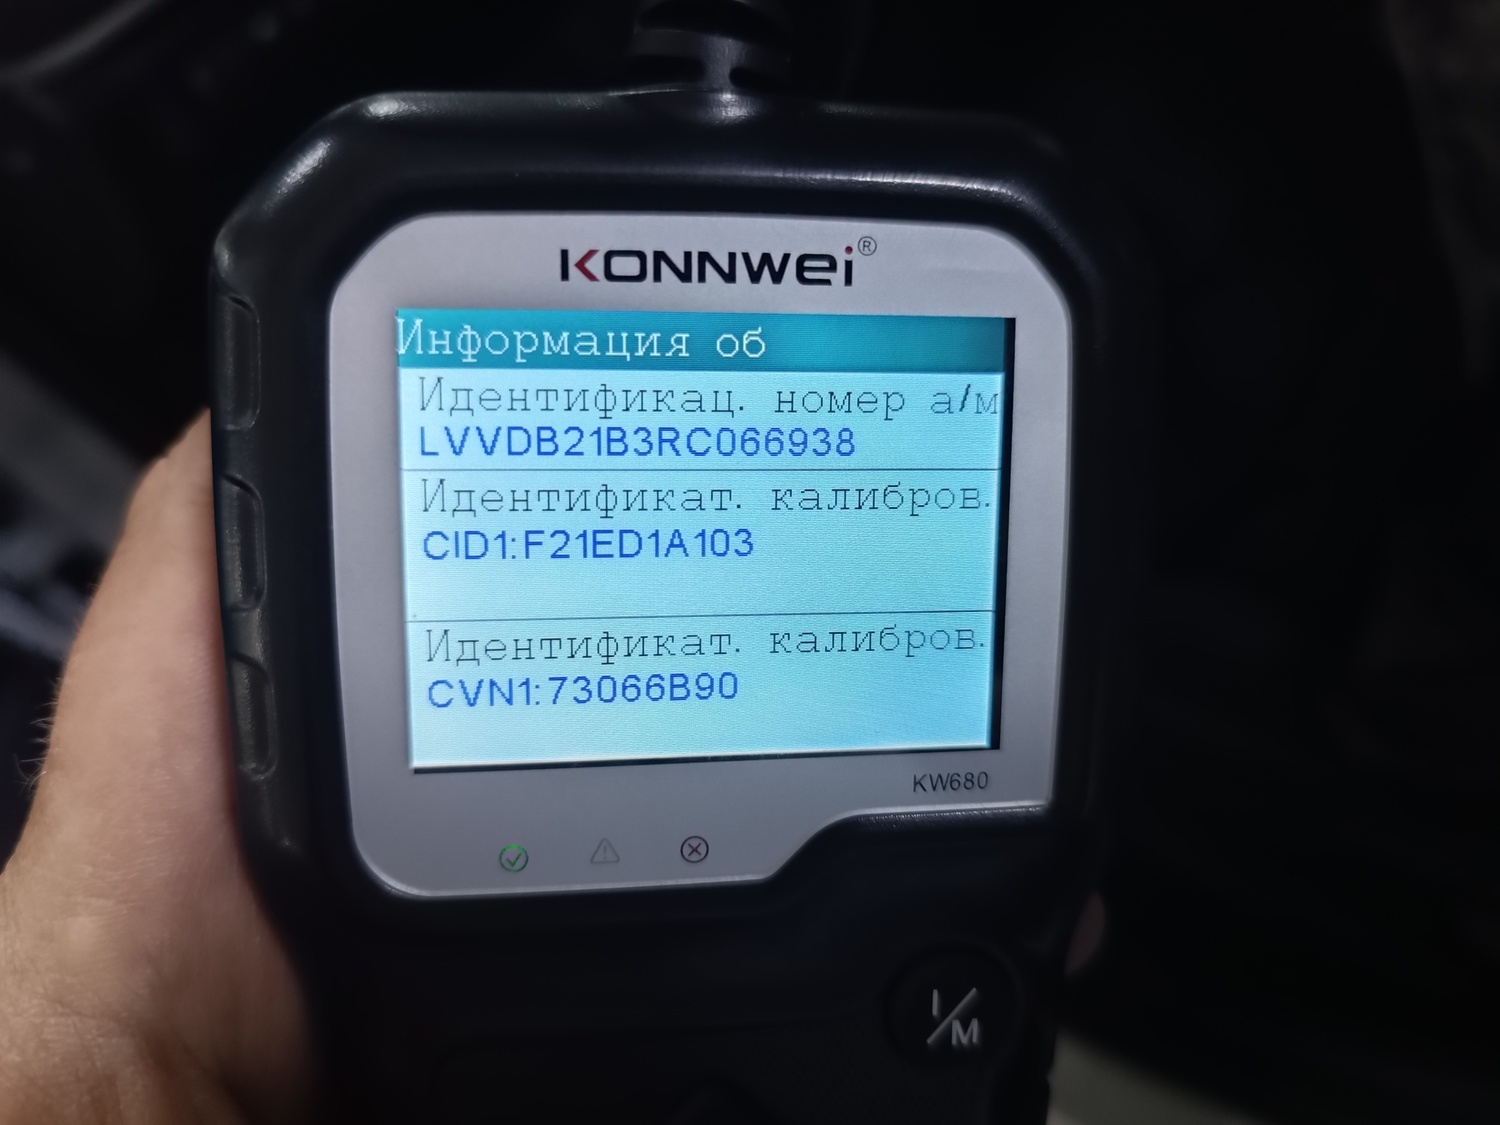 KONNWEI®
Информация об
Идентификац. номер а/м
LVVDB21B3RC066938
Идентификат. калибров.
CID1:F21ED1A103
Идентификат. калибров.
CVN1:73066B90
KW680
I/M